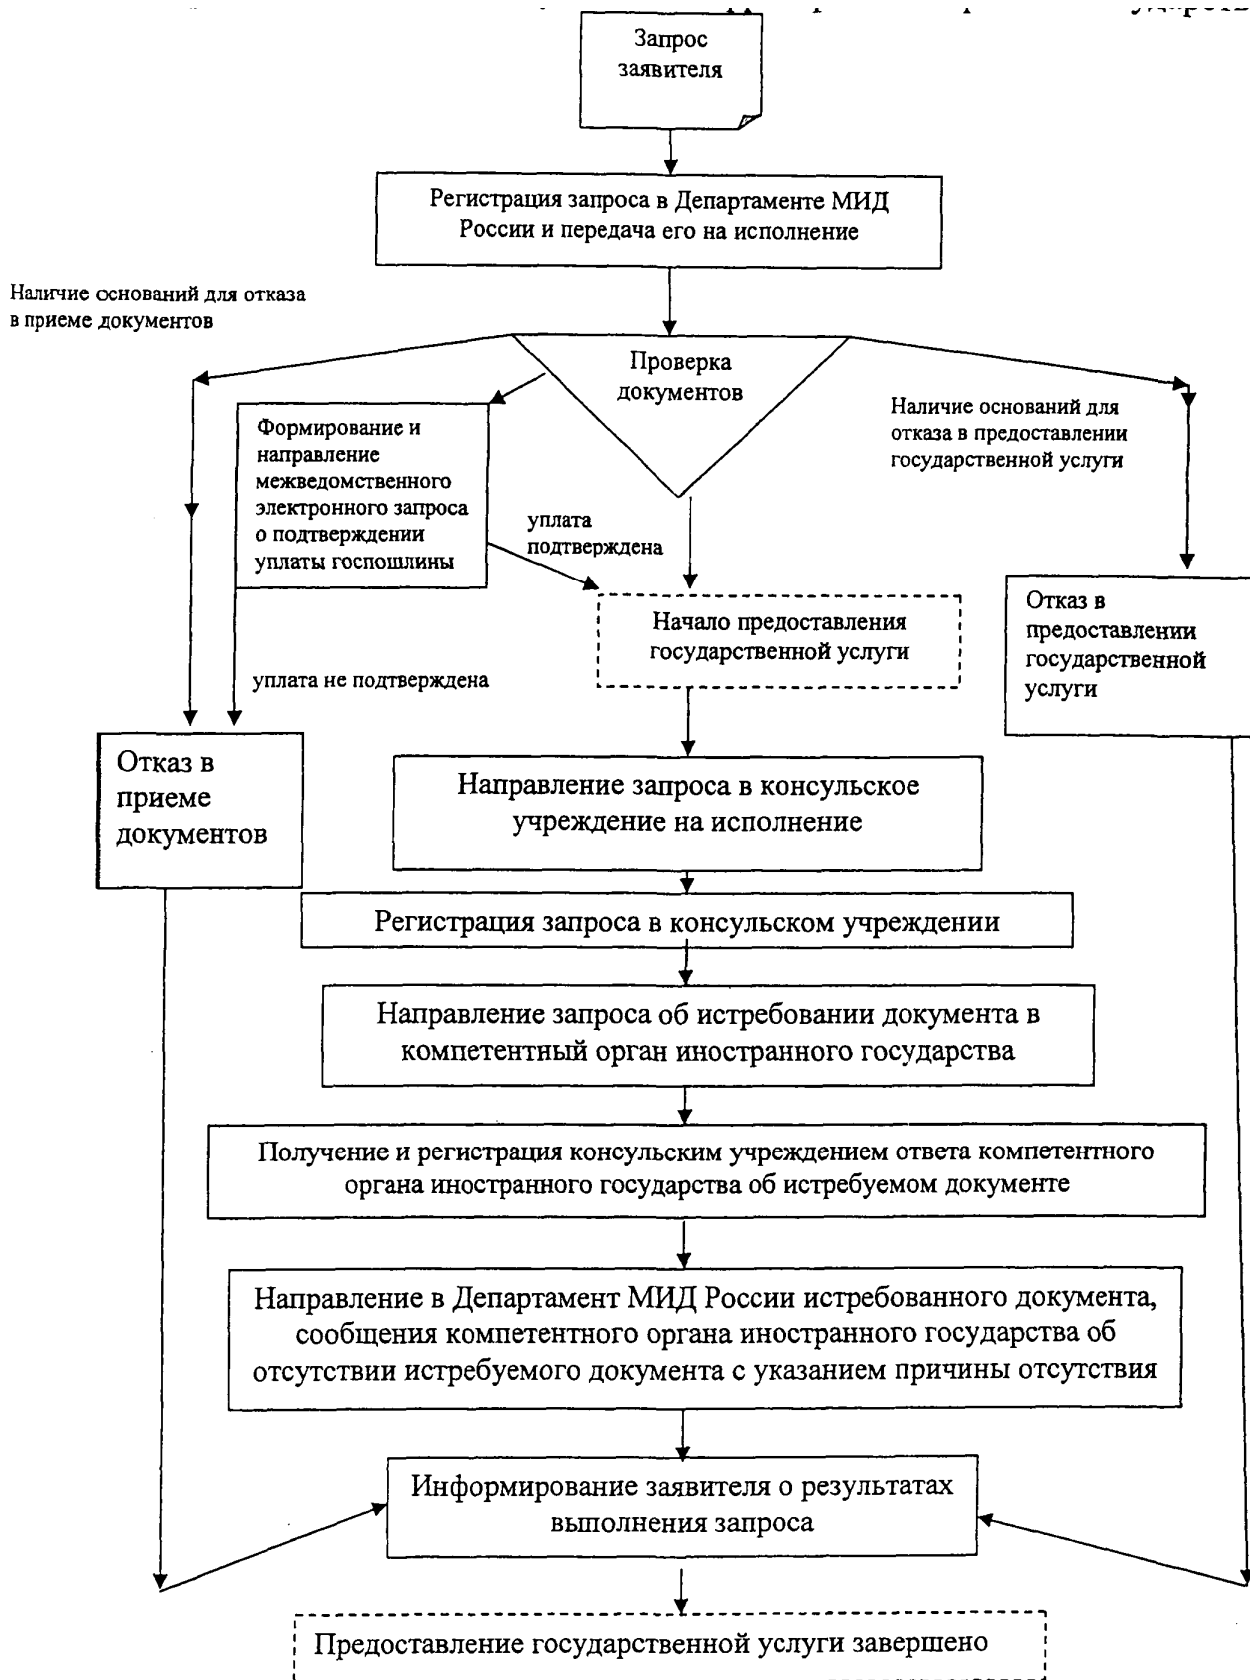 Запрос
заявителя
Регистрация запроса в Департаменте МИД
России и передача его на исполнение
Наличие оснований для отказа
в приеме документов
Проверка
документов
Наличие оснований для
отказа в предоставлении
государственной услуги
Формирование и
направление
межведомственного
электронного запроса
о подтверждении
уплаты госпошлины
уплата
подтверждена
Начало предоставления
государственной услуги
Отказ в
предоставлении
государственной
услуги
уплата не подтверждена
Отказ в
приеме
документов
Направление запроса в консульское
учреждение на исполнение
Регистрация запроса в консульском учреждении
Направление запроса об истребовании документа в
компетентный орган иностранного государства
Получение и регистрация консульским учреждением ответа компетентного
органа иностранного государства об истребуемом документе
Направление в Департамент МИД России истребованного документа,
сообщения компетентного органа иностранного государства об
отсутствии истребуемого документа с указанием причины отсутствия
Информирование заявителя о результатах
выполнения запроса
Предоставление государственной услуги завершено